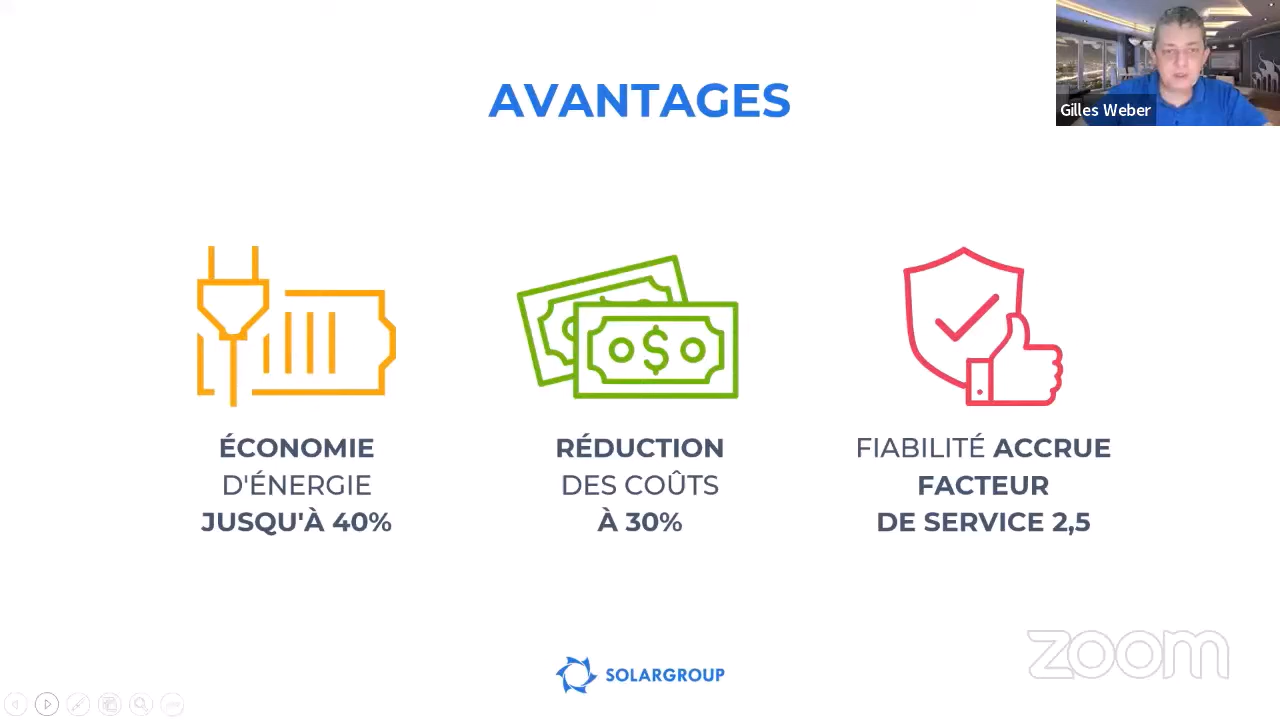 AVANTAGES
Gilles Weber
ÉCONOMIE
D'ÉNERGIE
JUSQU'À 40%
RÉDUCTION
DES COÛTS
À 30%
FIABILITÉ ACCRUE
FACTEUR
DE SERVICE 2,5
SOLARGROUP
zoom